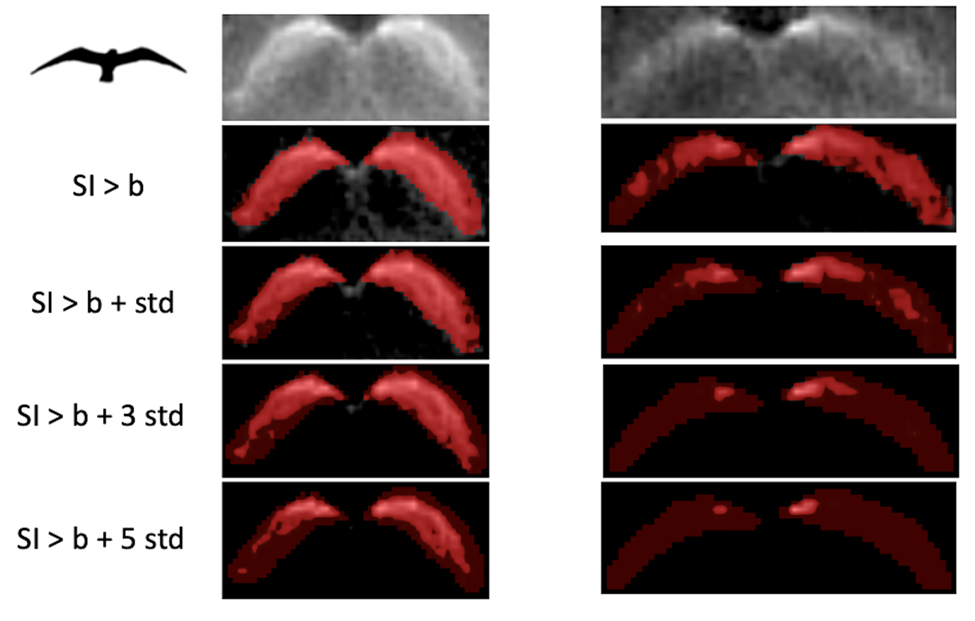 SI > b
SI > b + std
SI > b + 3 std
SI > b + 5 std